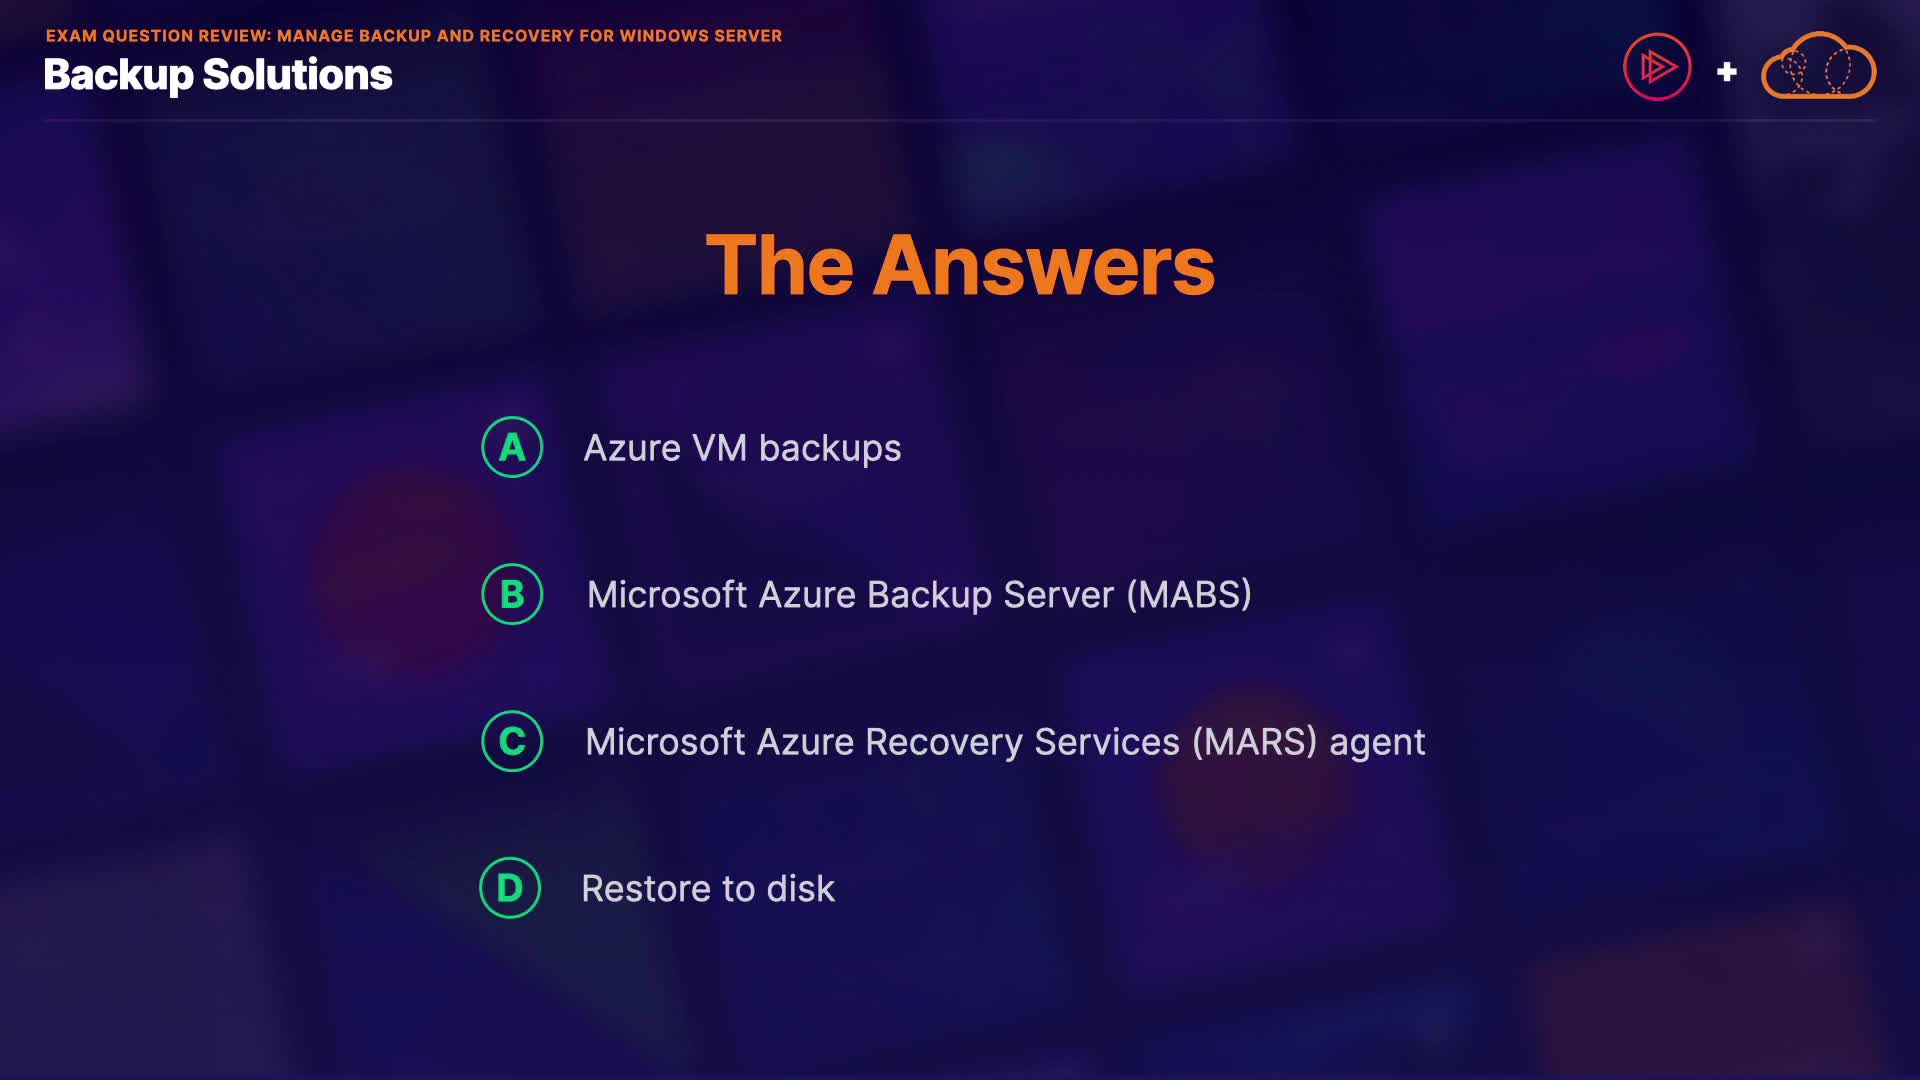 EXAM QUESTION REVIEW: MANAGE BACKUP AND RECOVERY FOR WINDOWS SERVER
Backup Solutions
+
The Answers
A Azure VM backups
B Microsoft Azure Backup Server (MABS)
C Microsoft Azure Recovery Services (MARS) agent
D Restore to disk